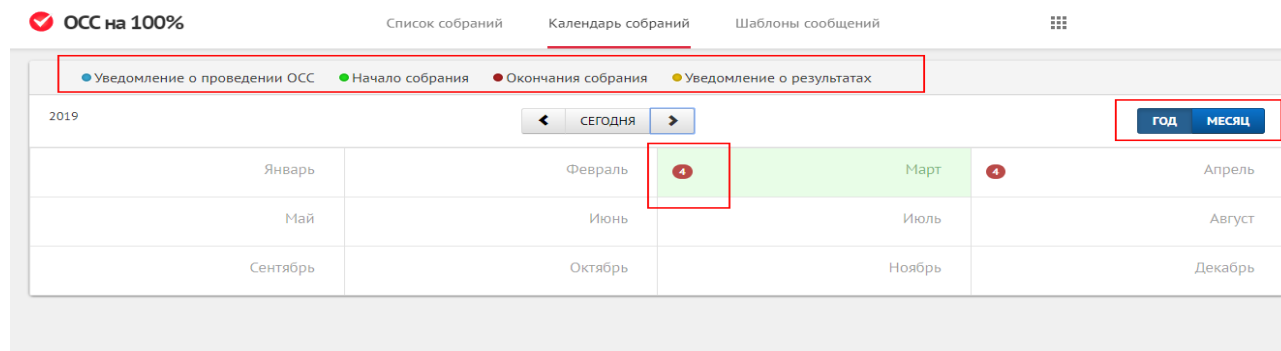 ОСС на 100% Список собраний Календарь собраний Шаблоны сообщений
Уведомление о проведении ОСС Начало собрания Окончания собрания Уведомление о результатах
2019 СЕГОДНЯ ГОД МЕСЯЦ
Январь Февраль 4 Март 4 Апрель
Май Июнь Июль Август
Сентябрь Октябрь Ноябрь Декабрь